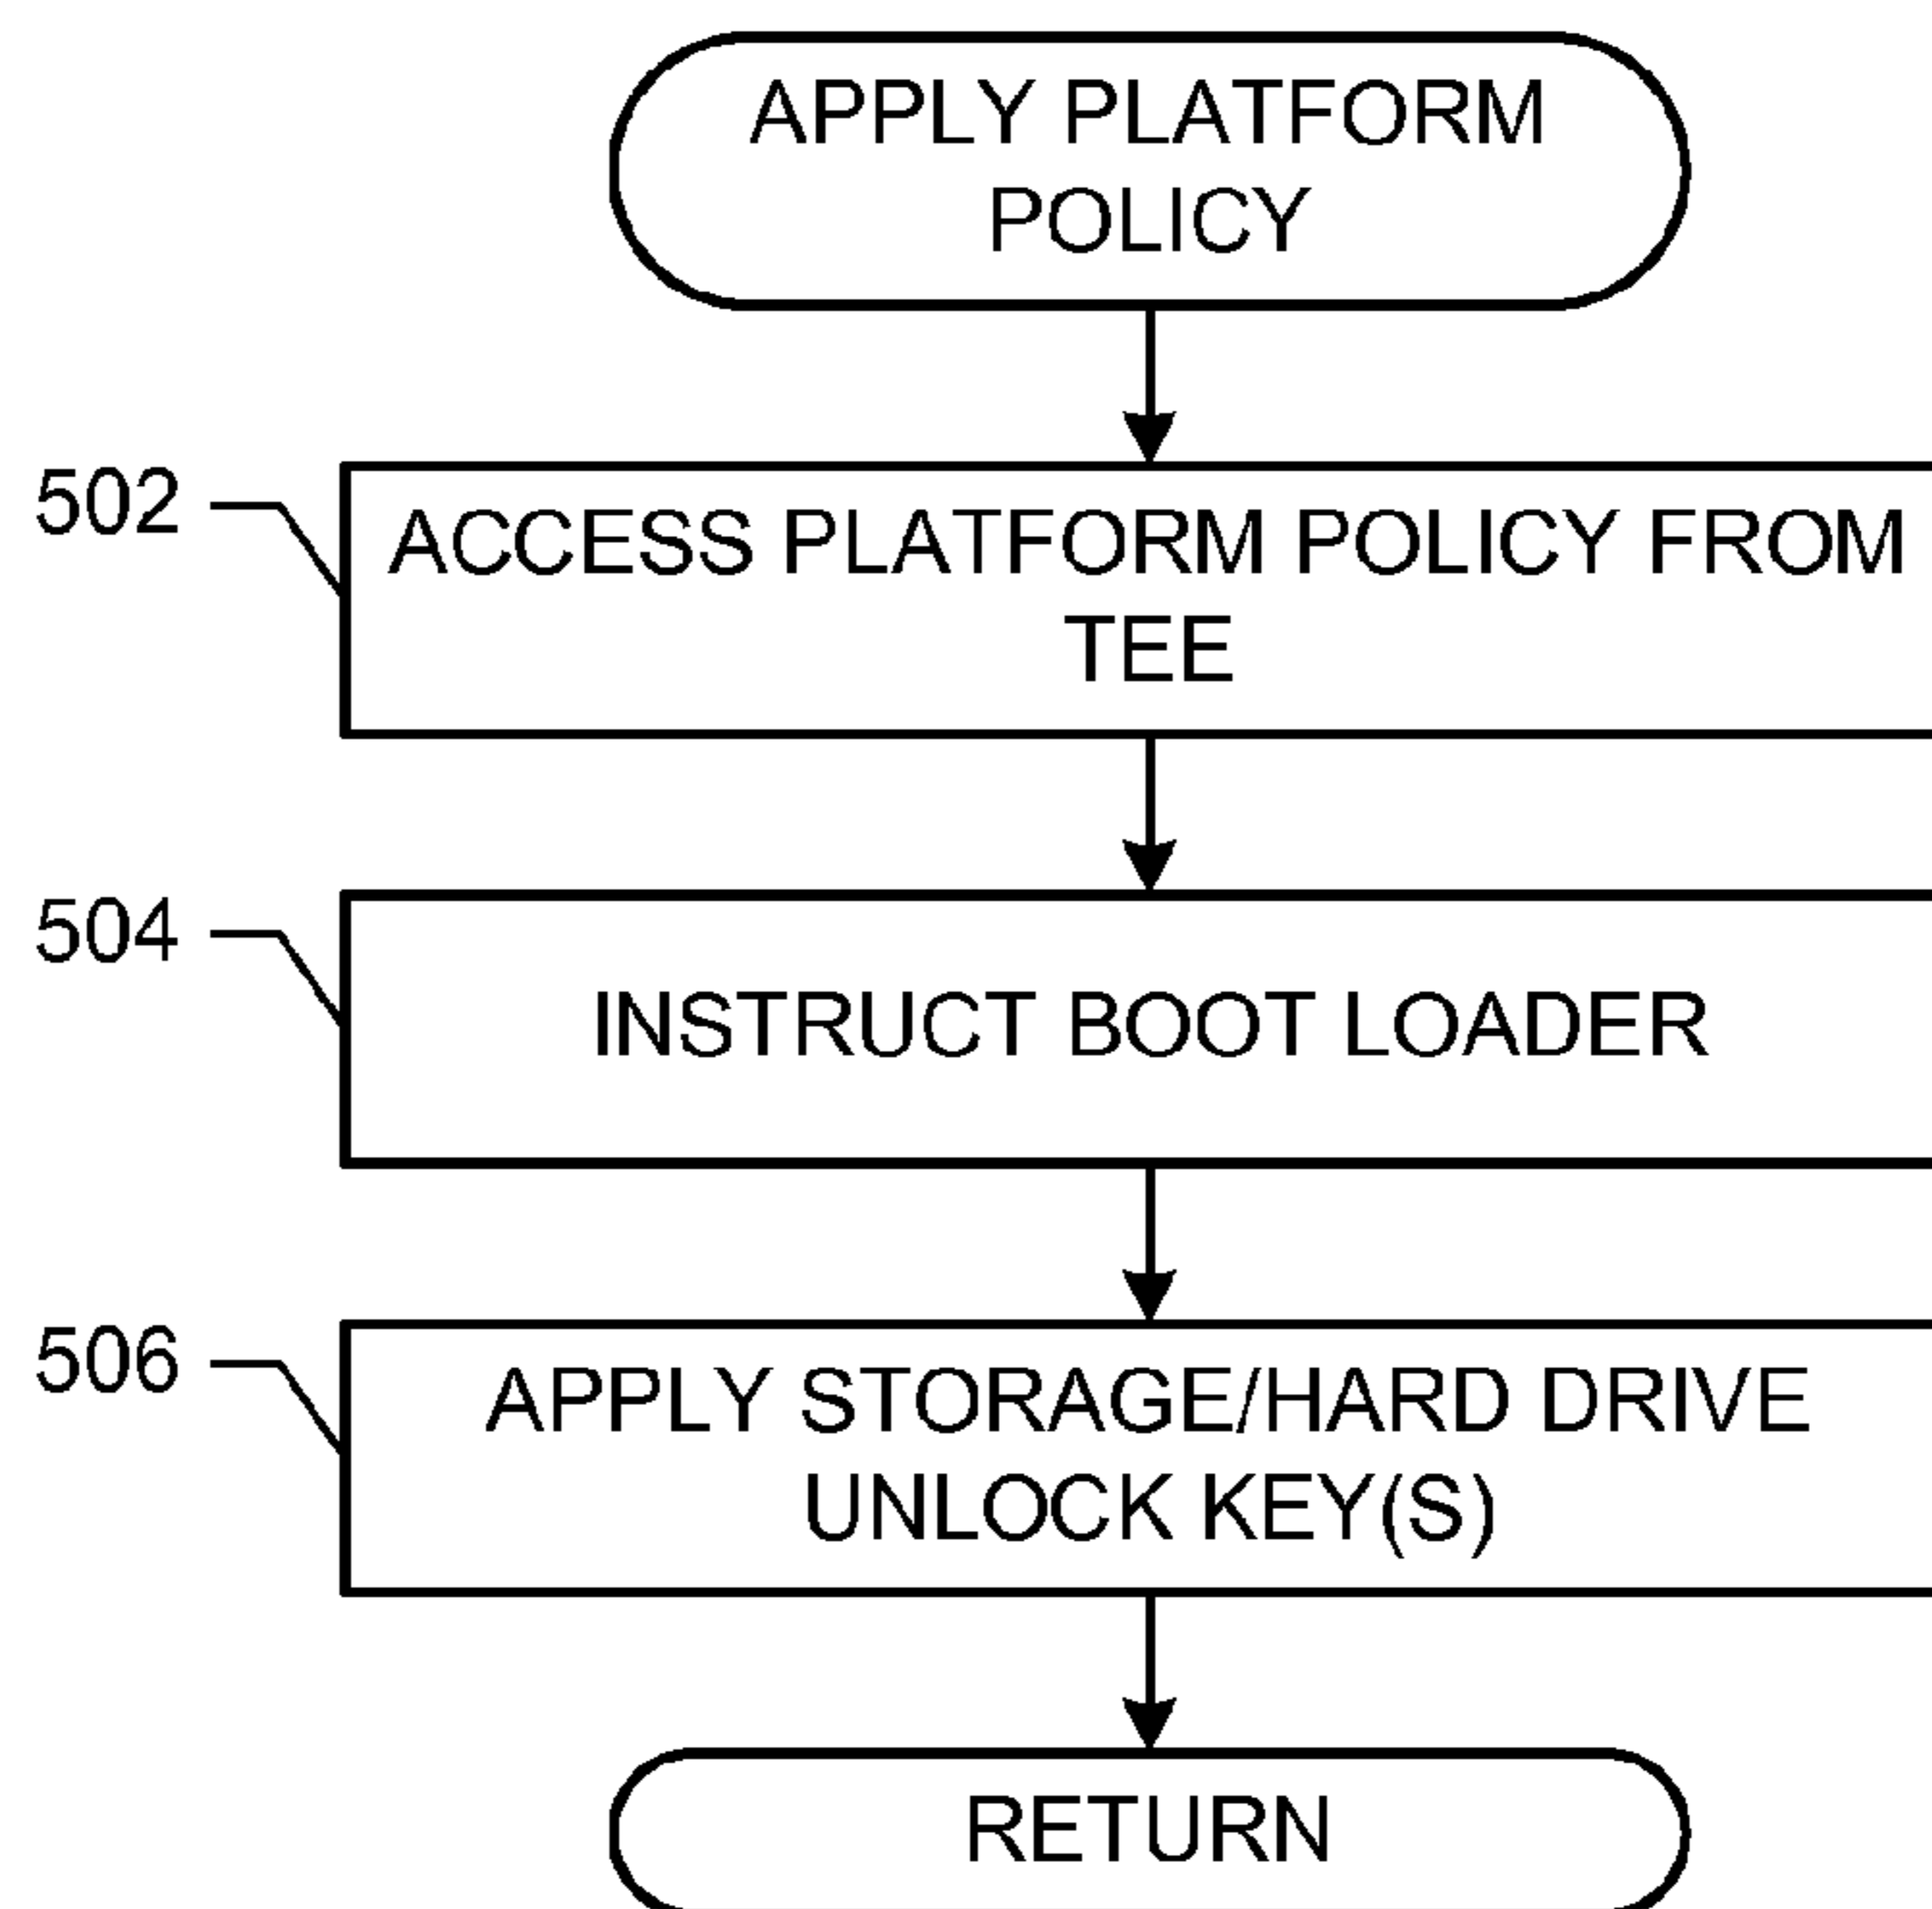 APPLY PLATFORM
POLICY
502
ACCESS PLATFORM POLICY FROM
TEE
504
INSTRUCT BOOT LOADER
506
APPLY STORAGE/HARD DRIVE
UNLOCK KEY(S)
RETURN